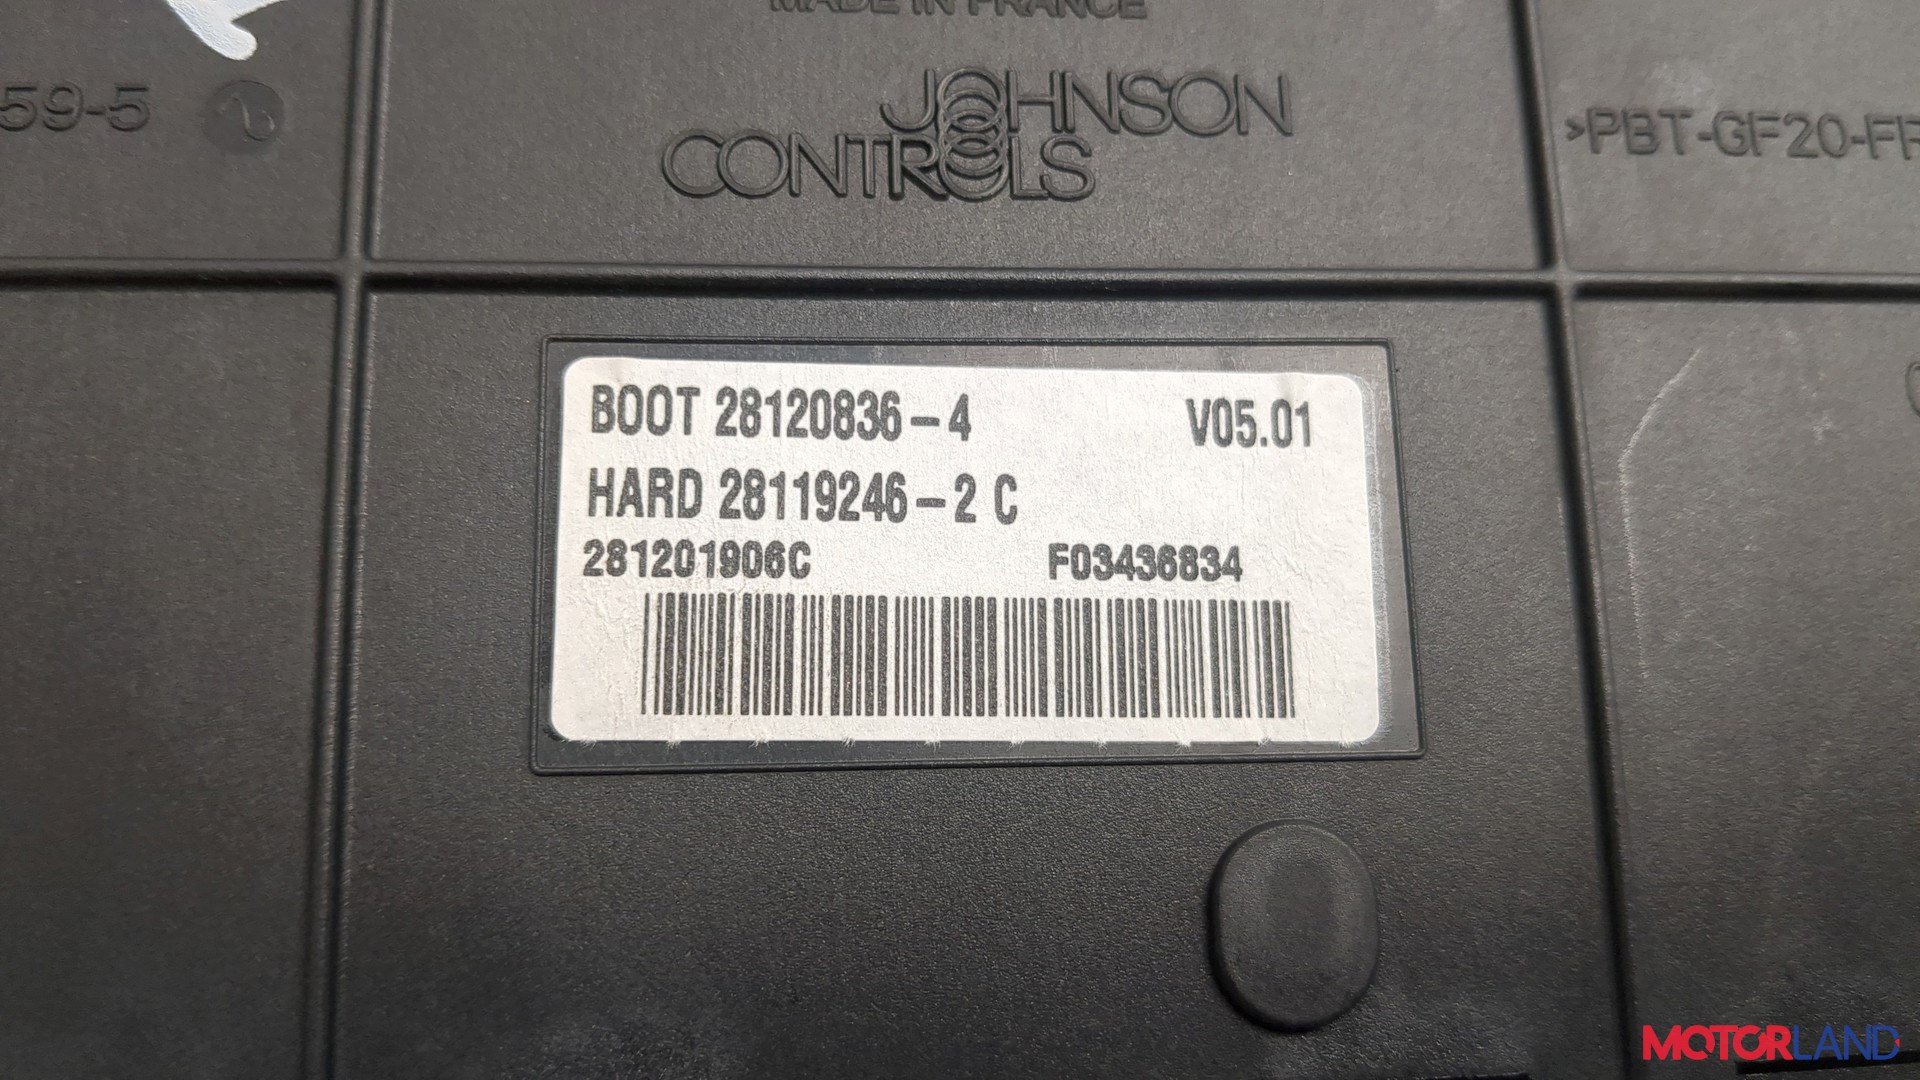 MADE IN FRANCE
JOHNSON
CONTROLS
59-5
>PBT-GF20-FR
BOOT 28120836-4 V05.01
HARD 28119246-2 C
281201906C F03436834
MOTORLAND